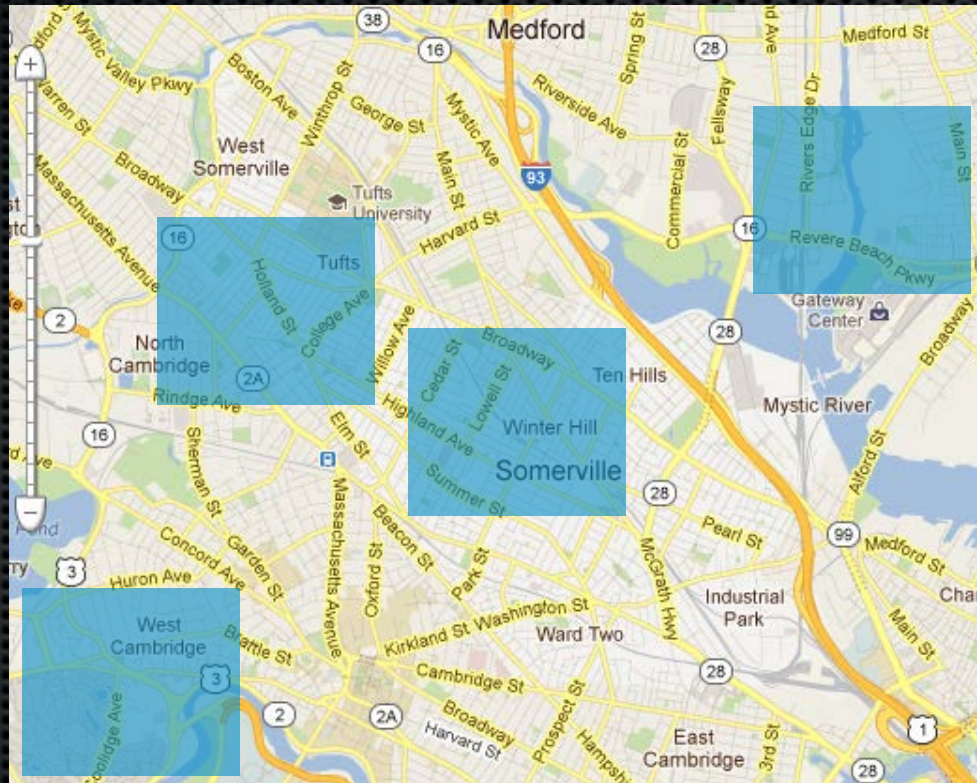 38
Medford
28
Medford St
16
Medford
Mystic Valley Pkwy
Boston Ave
Winthrop St
George St
Mystic Ave
Riverside Ave
Spring St
Fellsway
Rivers Edge Dr
Main St
Warren St
West
Somerville
Broadway
Massachusetts Avenue
Tufts
University
Main St
93
Commercial St
Harvard St
16
16
Revere Beach Pkwy
Tufts
Holland St
College Ave
Gateway
Center
2
North
Cambridge
Willow Ave
Cedar St
Broadway
Lowell St
28
Broadway
Ten Hills
2A
Rindge Ave
Mystic River
Highland Ave
Winter Hill
Elm St
16
Sherman St
Somerville
Summer St
28
Alford St
Pond
Massachusetts Avenue
Beacon St
Pearl St
99
Medford St
Concord Ave
Garden St
Oxford St
Park St
McGrath Hwy
3
Huron Ave
Industrial
Park
Washington St
Kirkland St
Ward Two
Main St
West
Cambridge
Brattle St
3
Cambridge St
28
Coolidge Ave
2
2A
Broadway
Harvard St
Prospect St
East
Cambridge
3rd St
1
28